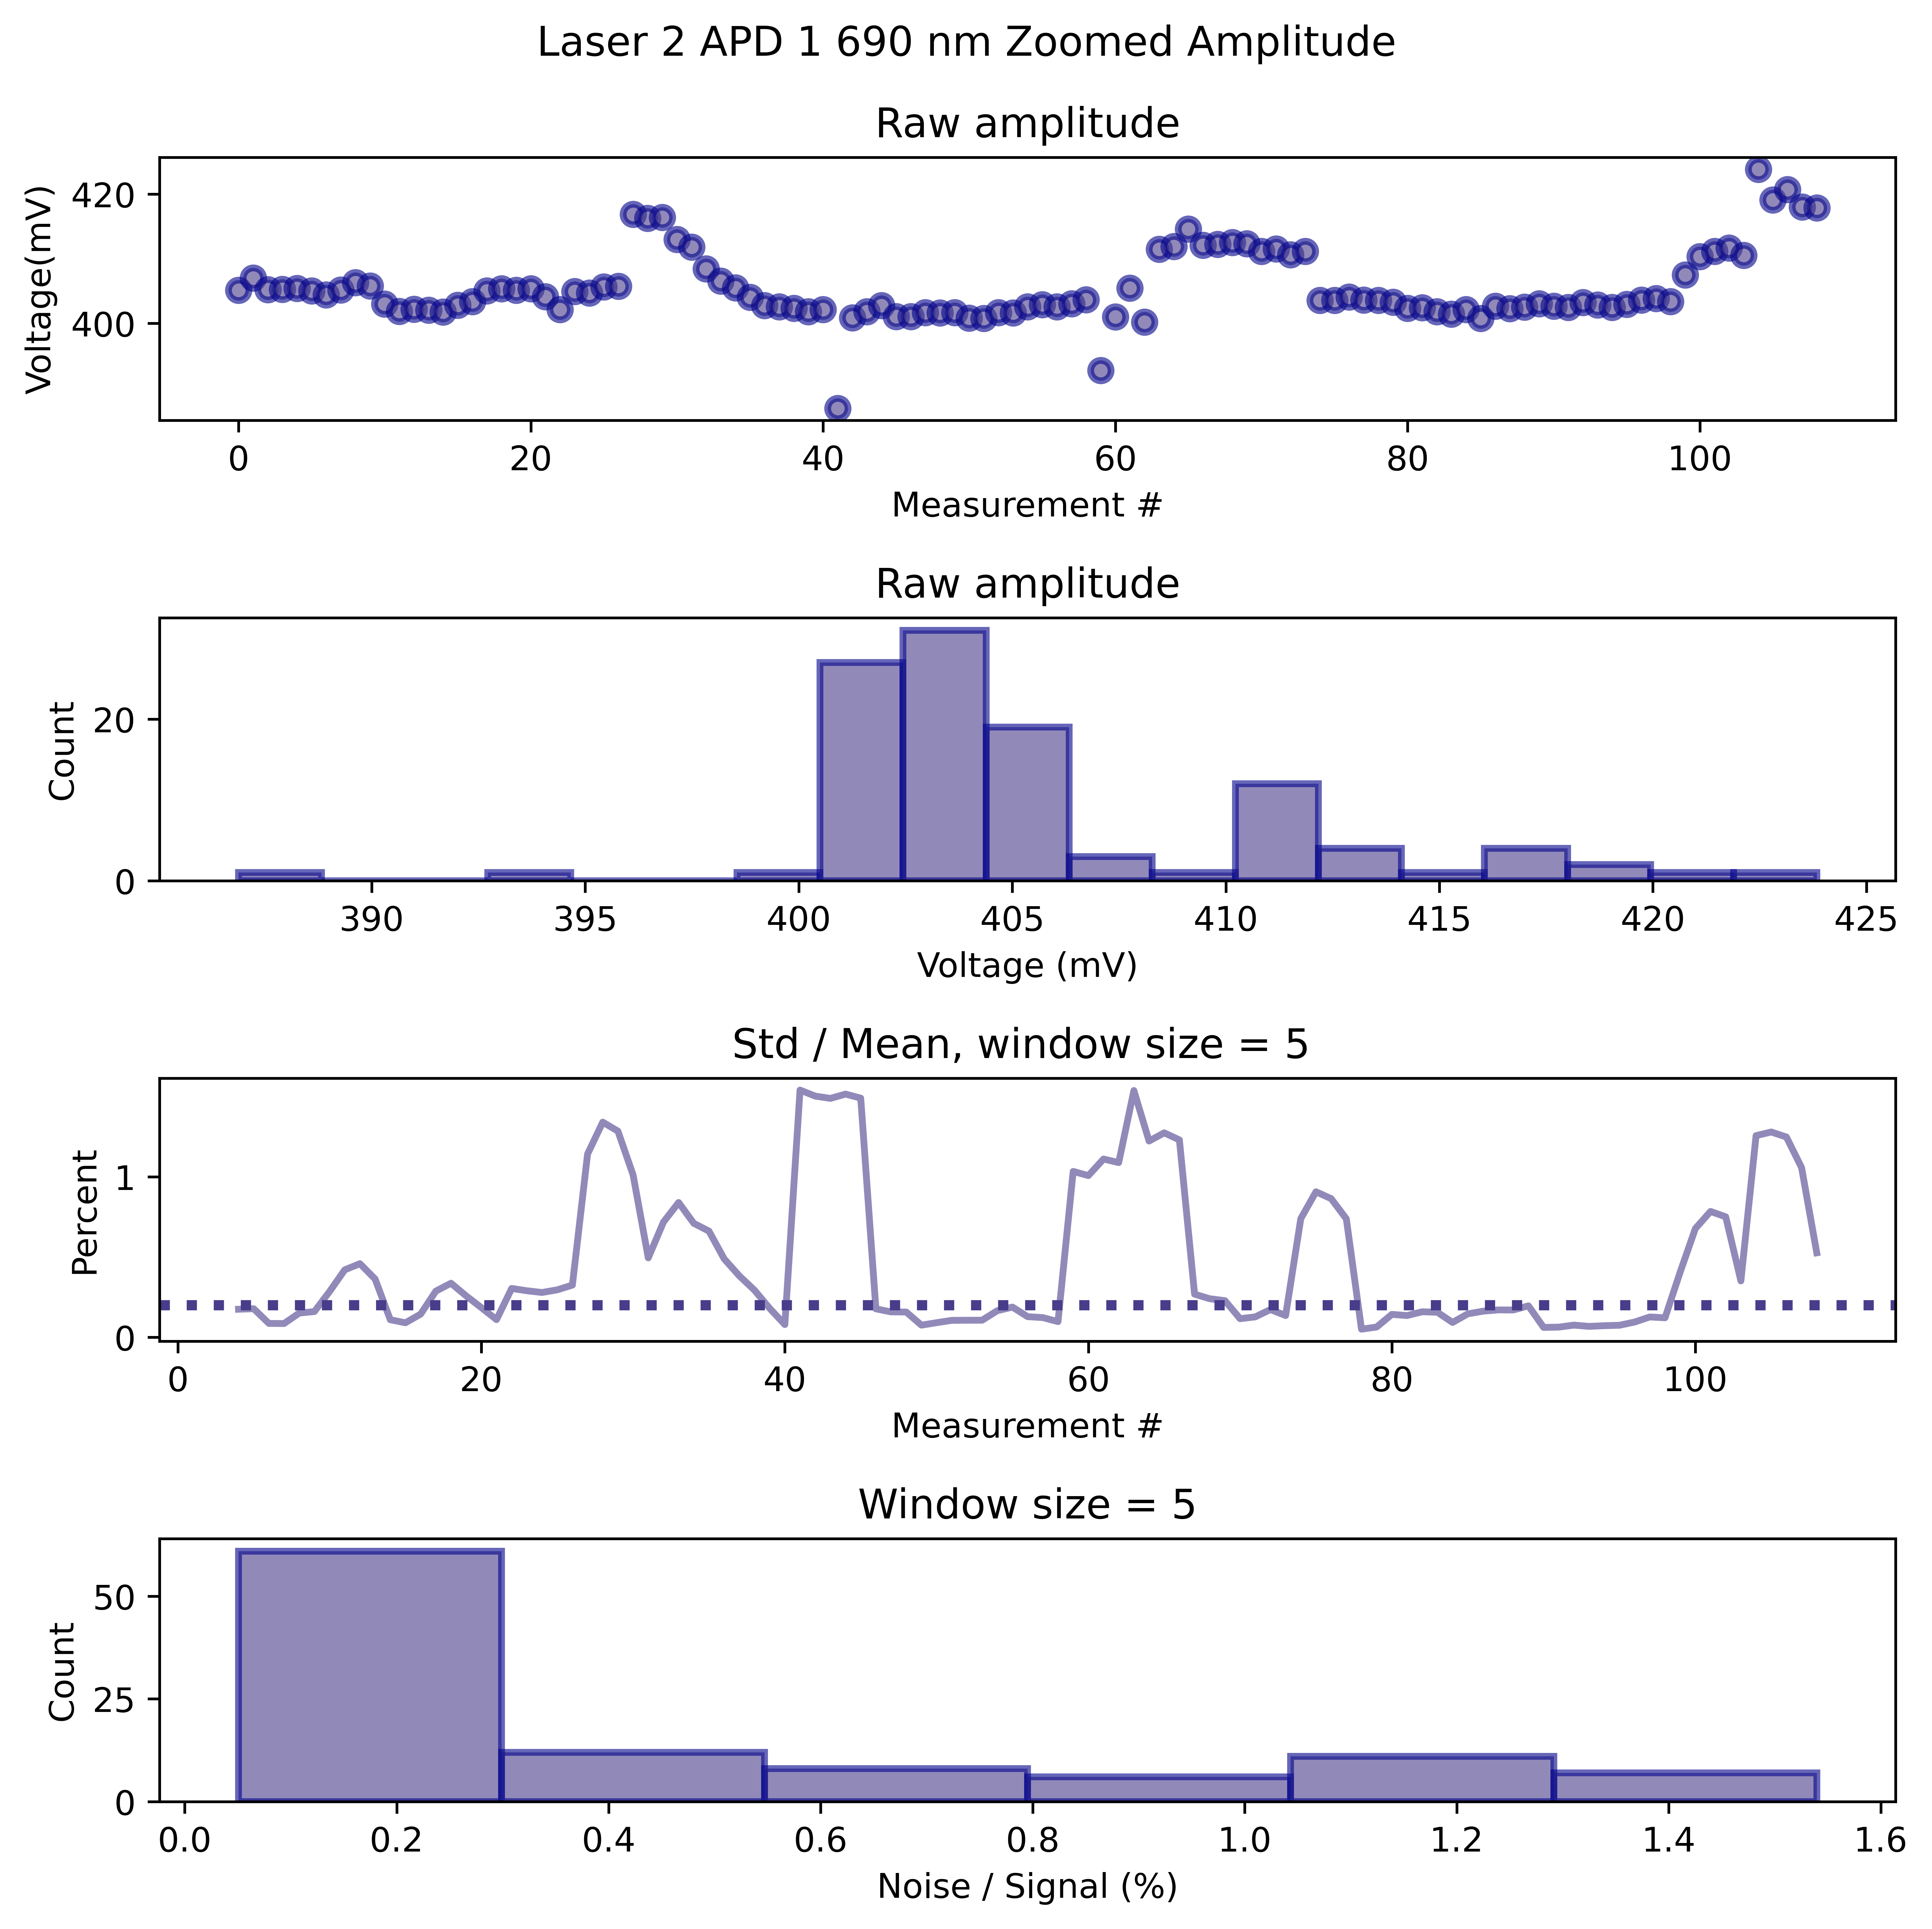 Laser 2 APD 1 690 nm Zoomed Amplitude
Raw amplitude
Voltage(mV)
420
400
0 20 40 60 80 100
Measurement #
Raw amplitude
Count
20
0
390 395 400 405 410 415 420 425
Voltage (mV)
Std / Mean, window size = 5
Percent
1
0
0 20 40 60 80 100
Measurement #
Window size = 5
Count
50
25
0
0.0 0.2 0.4 0.6 0.8 1.0 1.2 1.4 1.6
Noise / Signal (%)